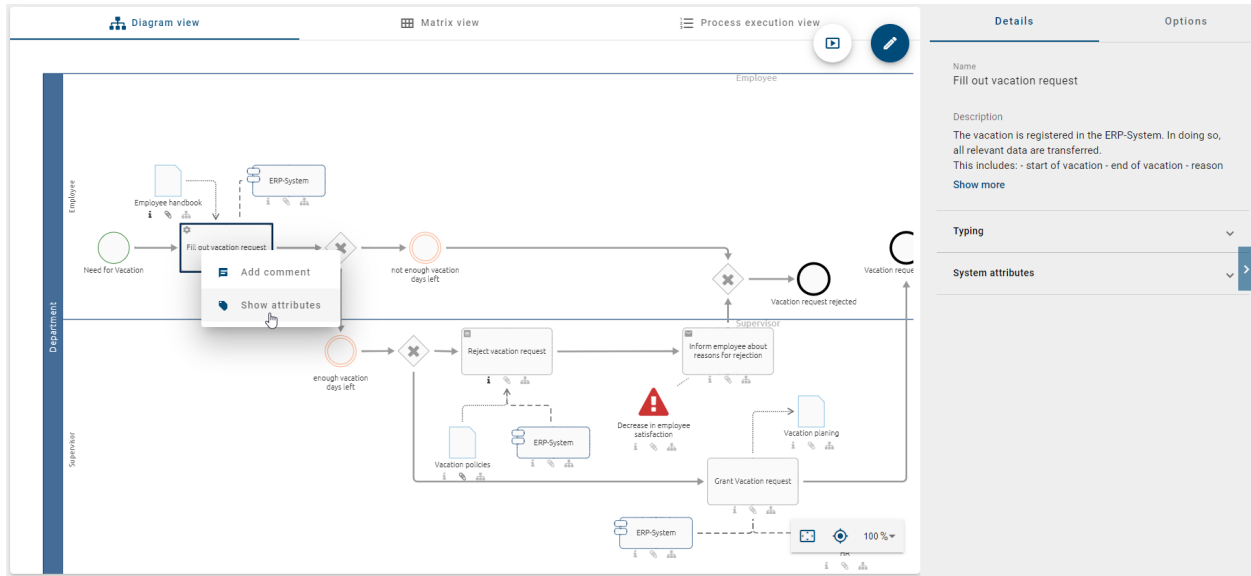 Diagram view
Matrix view
Process execution view
Details
Options
Employee
Name
Fill out vacation request
Description
The vacation is registered in the ERP-System. In doing so,
all relevant data are transferred.
This includes: - start of vacation - end of vacation - reason
Show more
Typing
System attributes
Department
Employee
Employee handbook
ERP-System
Need for Vacation
Fill out vacation request
not enough vacation
days left
Vacation request rejected
Vacation reque
Add comment
Show attributes
Supervisor
Supervisor
enough vacation
days left
Reject vacation request
Inform employee about
reasons for rejection
Decrease in employee
satisfaction
Vacation planing
Vacation policies
ERP-System
Grant Vacation request
ERP-System
100 %
HR